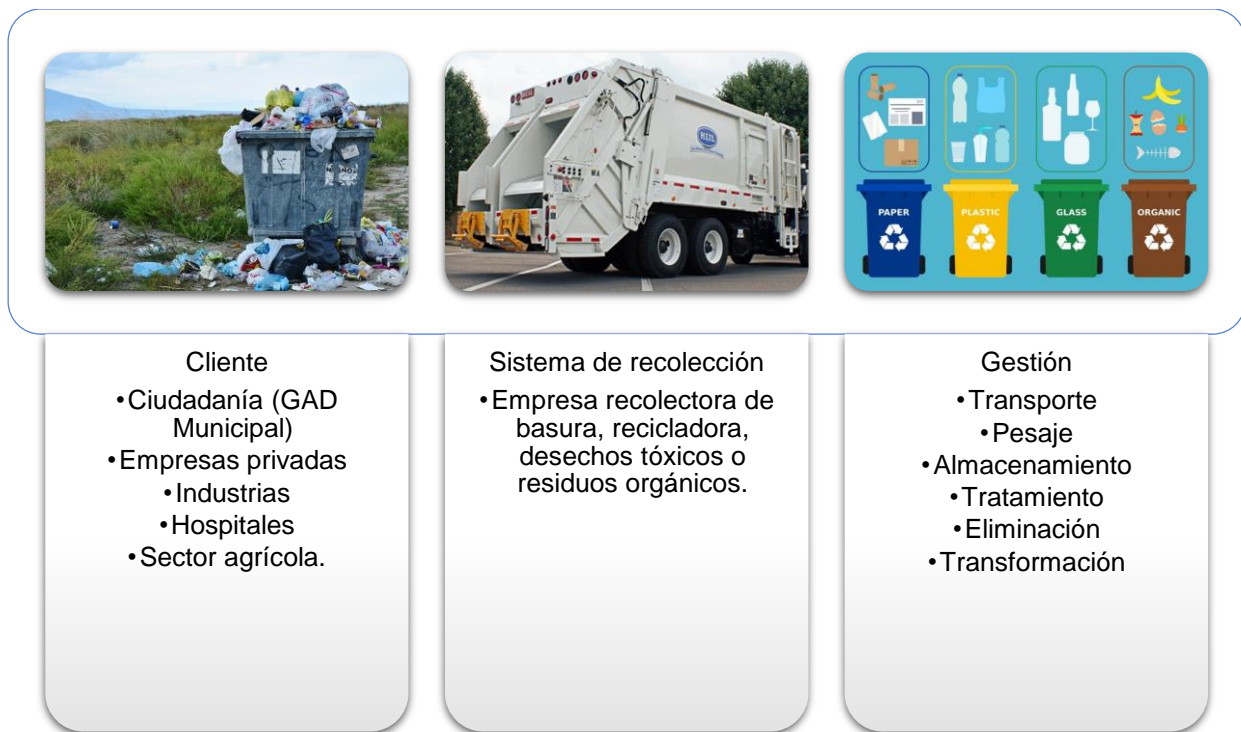 PAPER
PLASTIC
GLASS
ORGANIC
Cliente
•Ciudadanía (GAD
Municipal)
•Empresas privadas
•Industrias
•Hospitales
•Sector agrícola.
Sistema de recolección
•Empresa recolectora de
basura, recicladora,
desechos tóxicos o
residuos orgánicos.
Gestión
•Transporte
•Pesaje
•Almacenamiento
•Tratamiento
•Eliminación
•Transformación